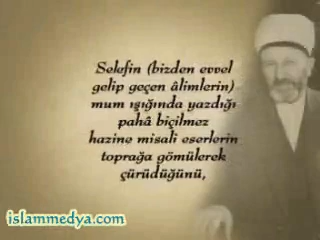 Selefin (bizden evvel
gelip geçen âlimlerin)
mum ışığında yazdığı
pahâ biçilmez
hazine misali eserlerin
toprağa gömülerek
çürüdüğünü,
islammedya.com